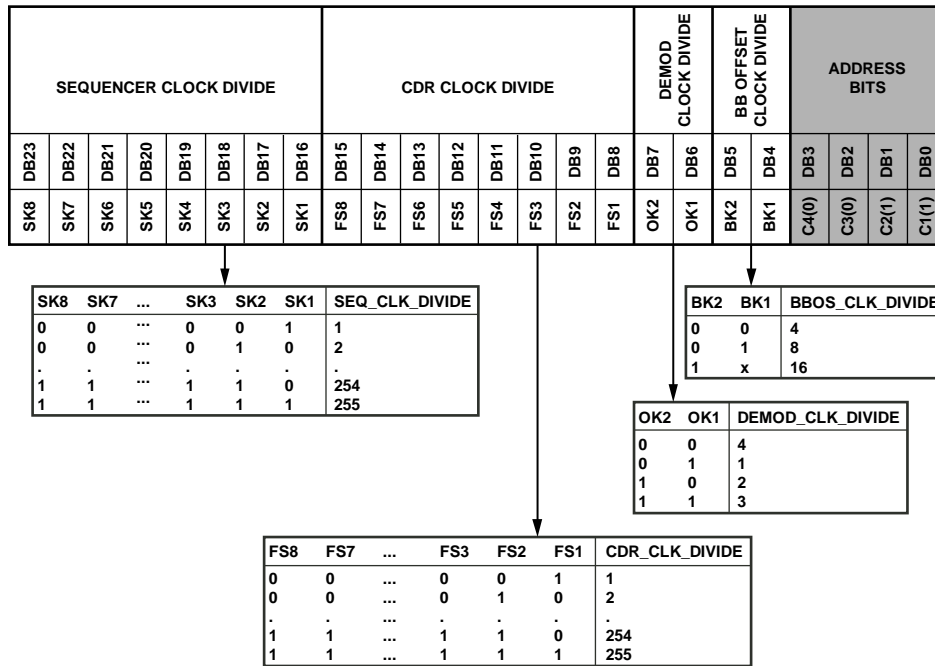 SEQUENCER CLOCK DIVIDE
CDR CLOCK DIVIDE
DEMOD
CLOCK DIVIDE
BB OFFSET
CLOCK DIVIDE
ADDRESS
BITS
DB23 DB22 DB21 DB20 DB19 DB18 DB17 DB16 DB15 DB14 DB13 DB12 DB11 DB10 DB9 DB8 DB7 DB6 DB5 DB4 DB3 DB2 DB1 DB0
SK8 SK7 SK6 SK5 SK4 SK3 SK2 SK1 FS8 FS7 FS6 FS5 FS4 FS3 FS2 FS1 OK2 OK1 BK2 BK1 C4(0) C3(0) C2(1) C1(1)
SK8 SK7 ... SK3 SK2 SK1 SEQ_CLK_DIVIDE
0 0 ... 0 0 1 1
0 0 ... 0 1 0 2
. . ... . . . .
1 1 ... 1 1 0 254
1 1 ... 1 1 1 255
BK2 BK1 BBOS_CLK_DIVIDE
0 0 4
0 1 8
1 x 16
OK2 OK1 DEMOD_CLK_DIVIDE
0 0 4
0 1 1
1 0 2
1 1 3
FS8 FS7 ... FS3 FS2 FS1 CDR_CLK_DIVIDE
0 0 ... 0 0 1 1
0 0 ... 0 1 0 2
. . ... . . . .
1 1 ... 1 1 0 254
1 1 ... 1 1 1 255